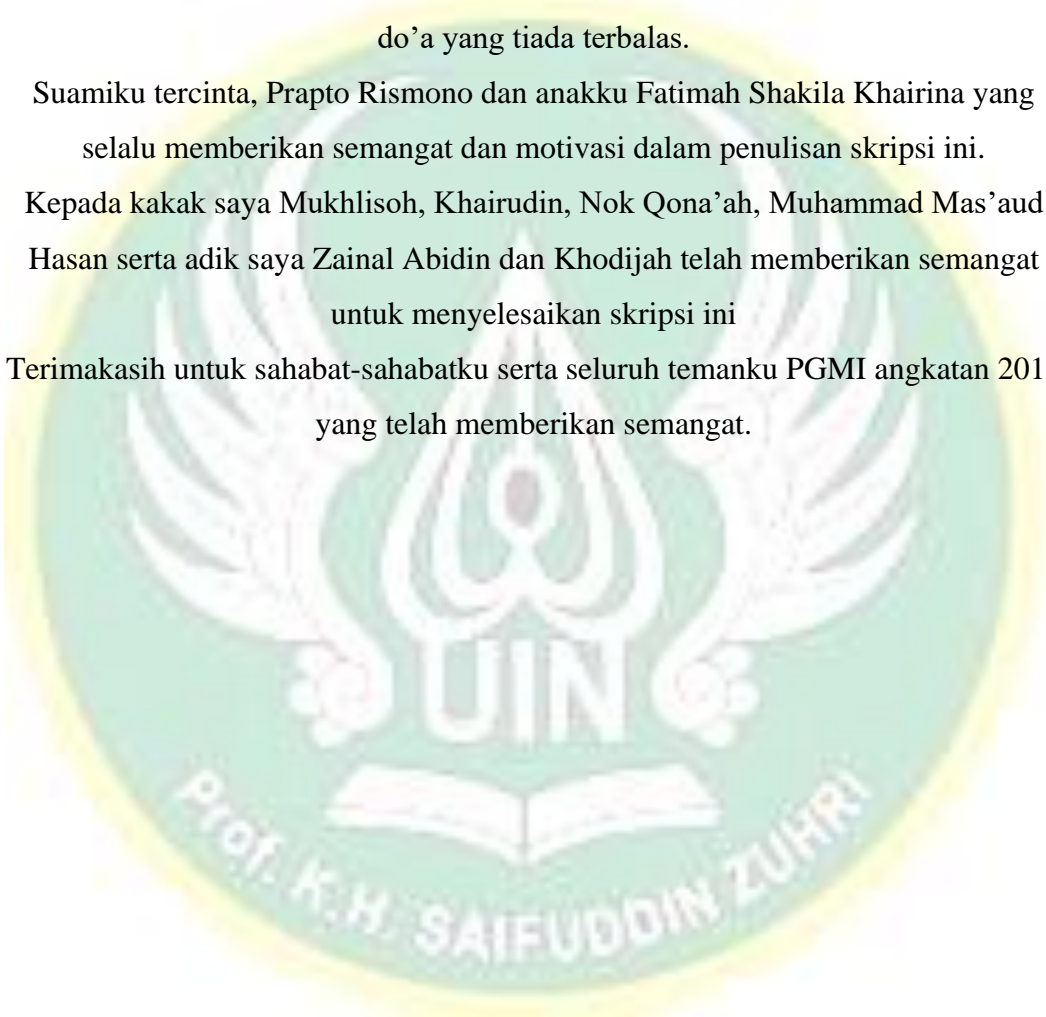 do’a yang tiada terbalas.
Suamiku tercinta, Prapto Rismono dan anakku Fatimah Shakila Khairina yang
selalu memberikan semangat dan motivasi dalam penulisan skripsi ini.
Kepada kakak saya Mukhlisoh, Khairudin, Nok Qona’ah, Muhammad Mas’aud
Hasan serta adik saya Zainal Abidin dan Khodijah telah memberikan semangat
untuk menyelesaikan skripsi ini
Terimakasih untuk sahabat-sahabatku serta seluruh temanku PGMI angkatan 201
yang telah memberikan semangat.
UIN
Prof. K.H. SAIFUDDIN ZUHRI